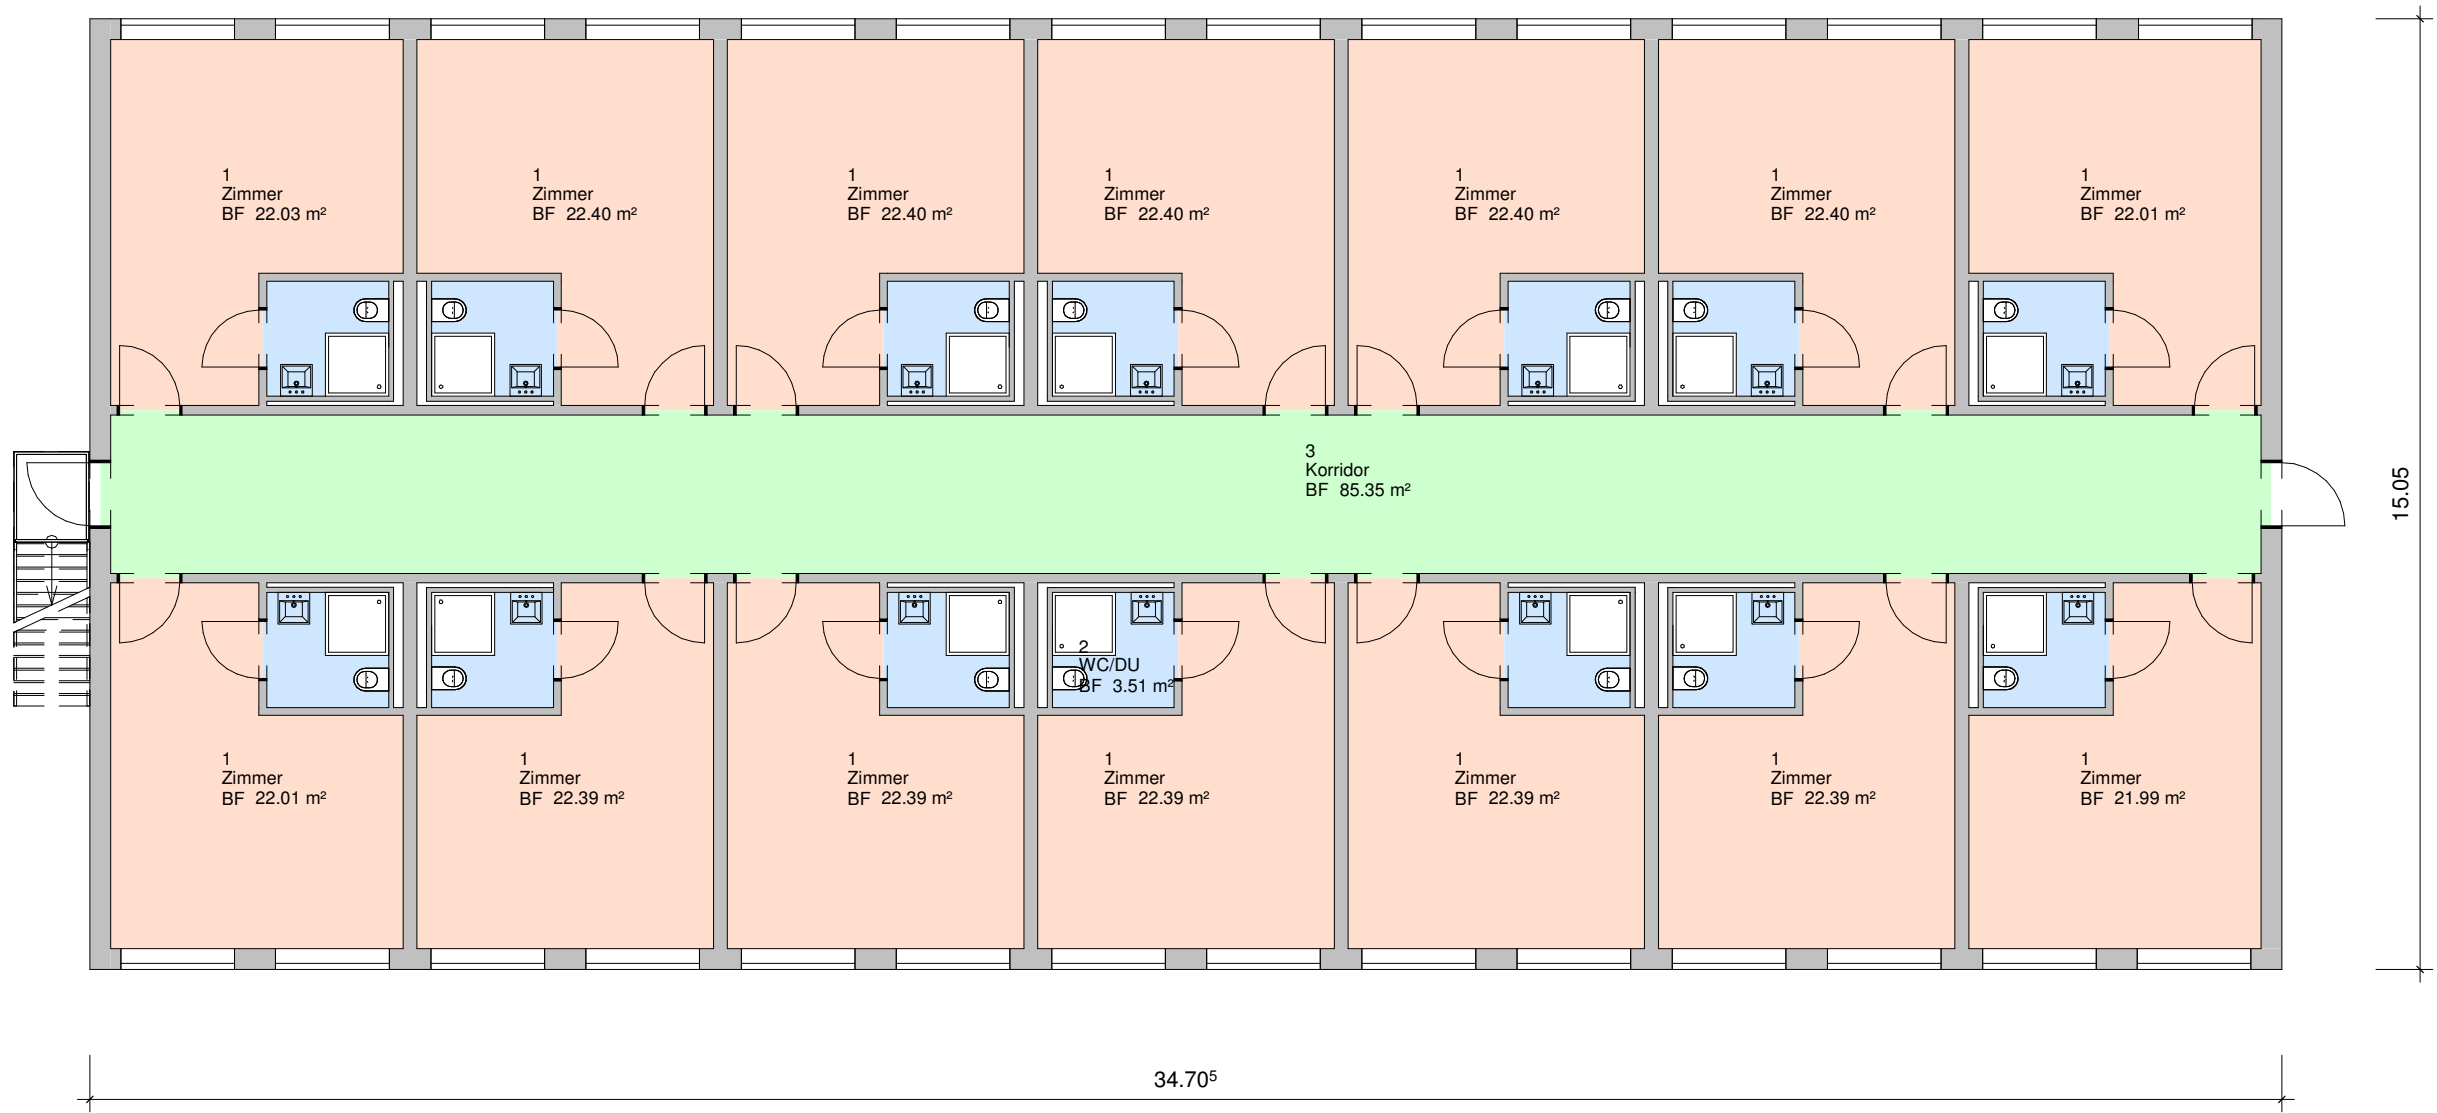 1
Zimmer
BF 22.03 m²
1
Zimmer
BF 22.40 m²
1
Zimmer
BF 22.40 m²
1
Zimmer
BF 22.40 m²
1
Zimmer
BF 22.40 m²
1
Zimmer
BF 22.40 m²
1
Zimmer
BF 22.01 m²
3
Korridor
BF 85.35 m²
15.05
2
WC/DU
BF 3.51 m²
1
Zimmer
BF 22.01 m²
1
Zimmer
BF 22.39 m²
1
Zimmer
BF 22.39 m²
1
Zimmer
BF 22.39 m²
1
Zimmer
BF 22.39 m²
1
Zimmer
BF 22.39 m²
1
Zimmer
BF 21.99 m²
34.70⁵